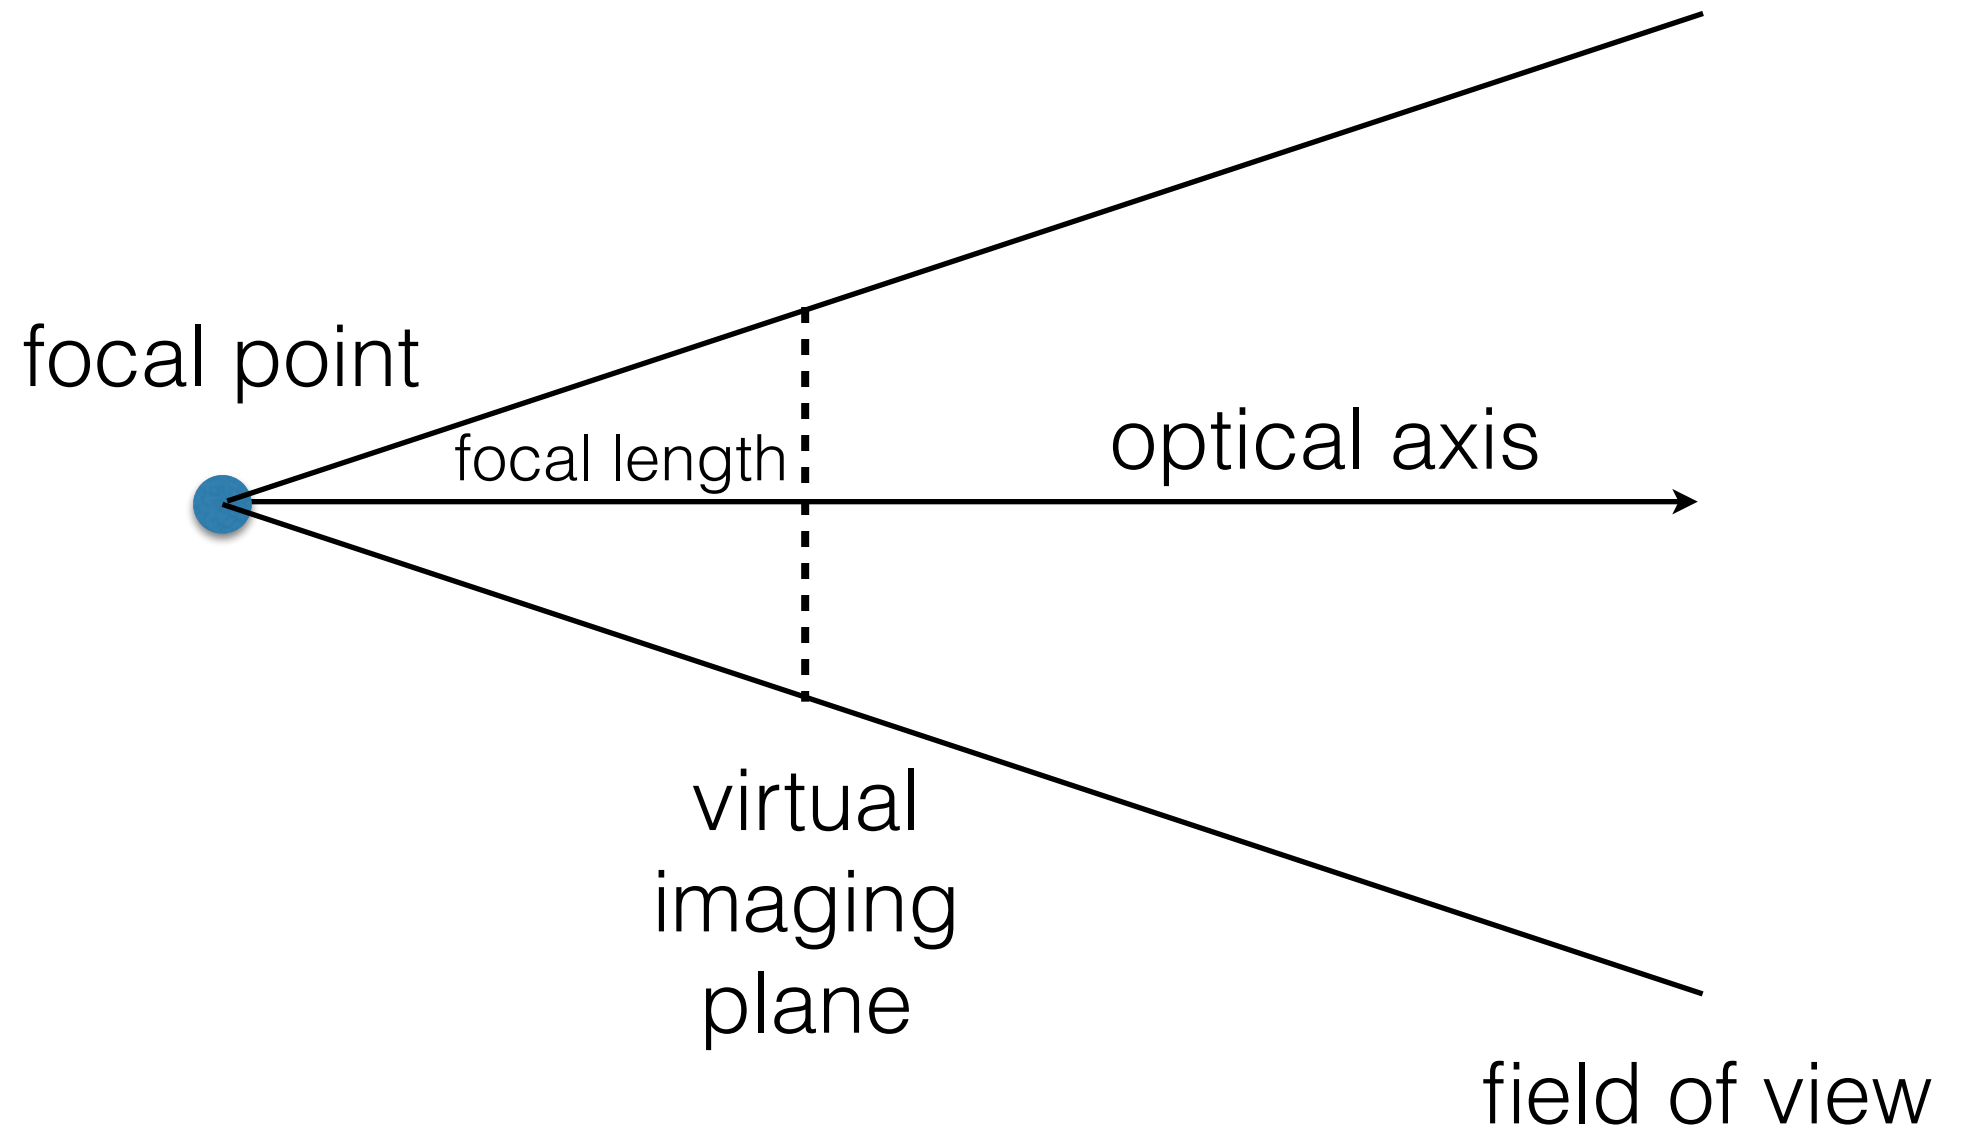 focal point
focal length
optical axis
virtual
imaging
plane
field of view